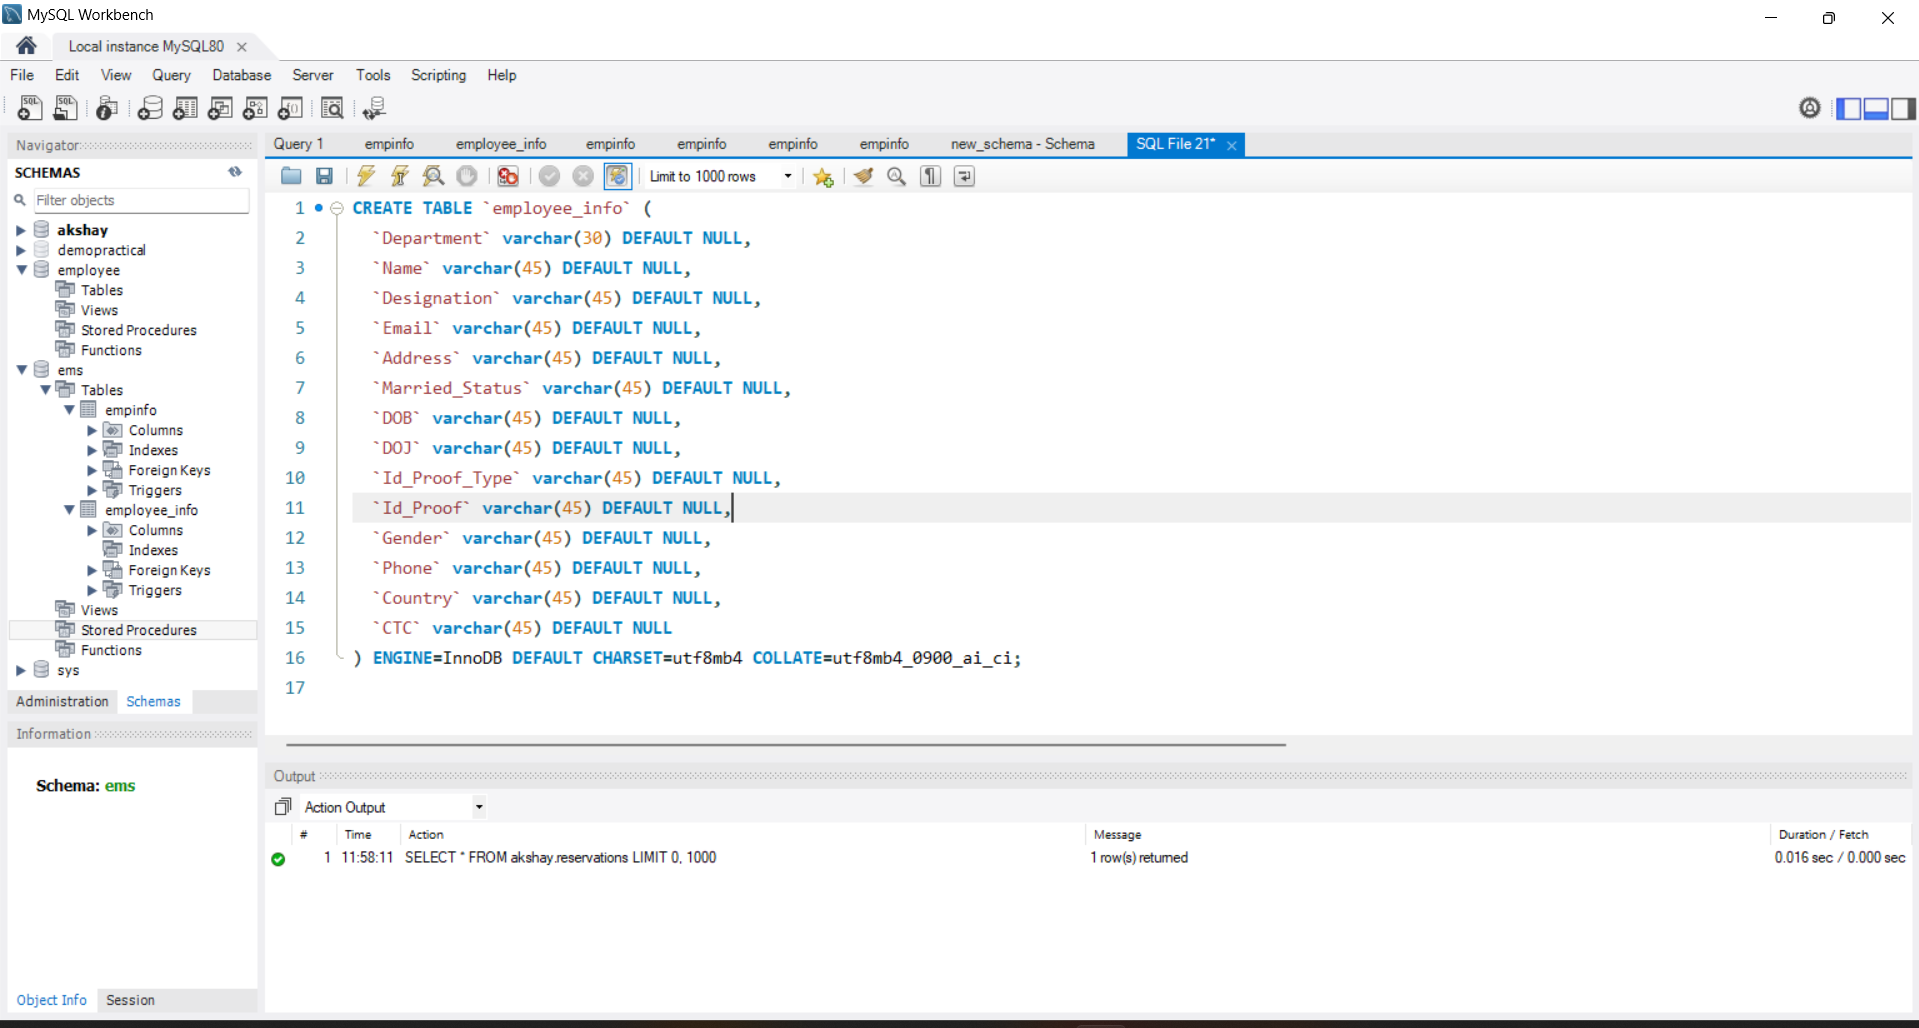 MySQL Workbench
Local instance MySQL80
File Edit View Query Database Server Tools Scripting Help
Navigator
SCHEMAS
Filter objects
akshay
demopractical
employee
Tables
Views
Stored Procedures
Functions
ems
Tables
empinfo
Columns
Indexes
Foreign Keys
Triggers
employee_info
Columns
Indexes
Foreign Keys
Triggers
Views
Stored Procedures
Functions
sys
Administration Schemas
Information
Schema: ems
Object Info Session
Query 1 empinfo employee_info empinfo empinfo empinfo empinfo new_schema - Schema SQL File 21*
Limit to 1000 rows
1 CREATE TABLE `employee_info` (
2 `Department` varchar(30) DEFAULT NULL,
3 `Name` varchar(45) DEFAULT NULL,
4 `Designation` varchar(45) DEFAULT NULL,
5 `Email` varchar(45) DEFAULT NULL,
6 `Address` varchar(45) DEFAULT NULL,
7 `Married_Status` varchar(45) DEFAULT NULL,
8 `DOB` varchar(45) DEFAULT NULL,
9 `DOJ` varchar(45) DEFAULT NULL,
10 `Id_Proof_Type` varchar(45) DEFAULT NULL,
11 `Id_Proof` varchar(45) DEFAULT NULL,
12 `Gender` varchar(45) DEFAULT NULL,
13 `Phone` varchar(45) DEFAULT NULL,
14 `Country` varchar(45) DEFAULT NULL,
15 `CTC` varchar(45) DEFAULT NULL
16 ) ENGINE=InnoDB DEFAULT CHARSET=utf8mb4 COLLATE=utf8mb4_0900_ai_ci;
17
Output
Action Output
# Time Action Message Duration / Fetch
1 11:58:11 SELECT * FROM akshay.reservations LIMIT 0, 1000 1 row(s) returned 0.016 sec / 0.000 sec